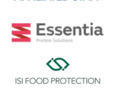 Essentia
Protein Solutions
ISI FOOD PROTECTION